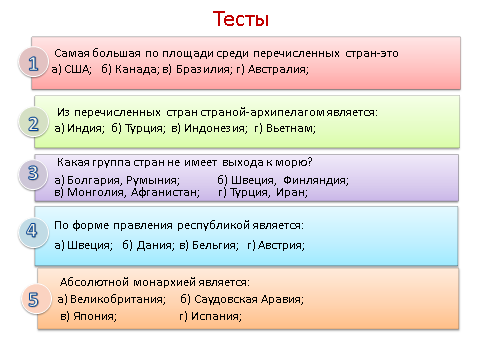 Тесты
1
Самая большая по площади среди перечисленных стран-это
а) США; б) Канада; в) Бразилия; г) Австралия;
2
Из перечисленных стран страной-архипелагом является:
а) Индия; б) Турция; в) Индонезия; г) Вьетнам;
3
Какая группа стран не имеет выхода к морю?
а) Болгария, Румыния; б) Швеция, Финляндия;
в) Монголия, Афганистан; г) Турция, Иран;
4
По форме правления республикой является:
а) Швеция; б) Дания; в) Бельгия; г) Австрия;
5
Абсолютной монархией является:
а) Великобритания; б) Саудовская Аравия;
в) Япония; г) Испания;